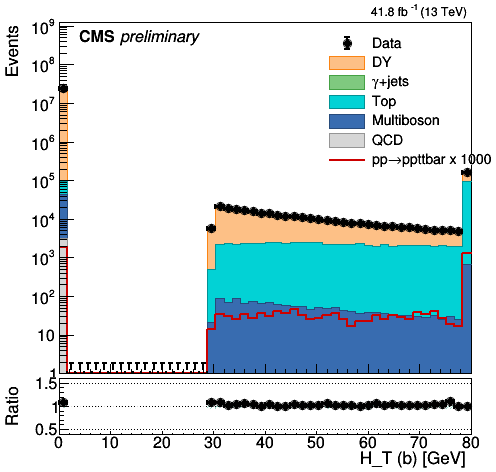 41.8 fb⁻¹ (13 TeV)
CMS preliminary
Events
10⁹
10⁸
10⁷
10⁶
10⁵
10⁴
10³
10²
10
1
Data
DY
γ+jets
Top
Multiboson
QCD
pp→ppttbar x 1000
Ratio
1.5
1
0.5
0 10 20 30 40 50 60 70 80
H_T (b) [GeV]